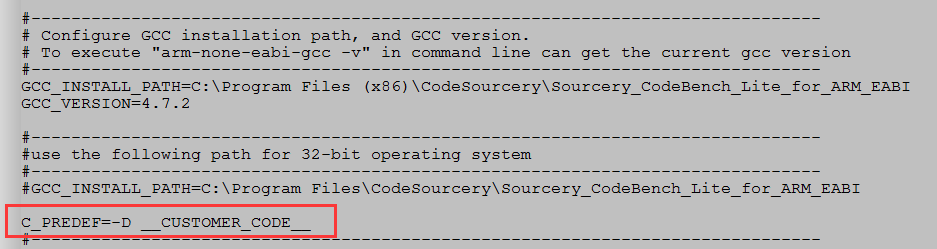 #-------------------------------------------------------------------------
# Configure GCC installation path, and GCC version.
# To execute "arm-none-eabi-gcc -v" in command line can get the current gcc version
#-------------------------------------------------------------------------
GCC_INSTALL_PATH=C:\Program Files (x86)\CodeSourcery\Sourcery_CodeBench_Lite_for_ARM_EABI
GCC_VERSION=4.7.2
#-------------------------------------------------------------------------
#use the following path for 32-bit operating system
#-------------------------------------------------------------------------
#GCC_INSTALL_PATH=C:\Program Files\CodeSourcery\Sourcery_CodeBench_Lite_for_ARM_EABI
C_PREDEF=-D __CUSTOMER_CODE__
#-------------------------------------------------------------------------